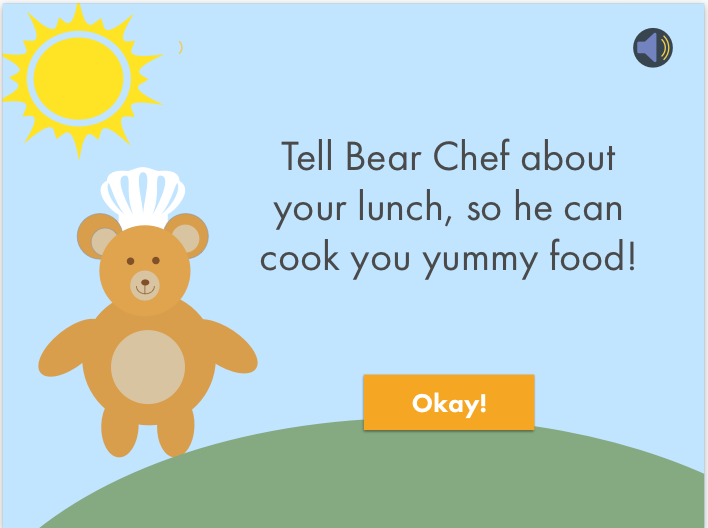 Tell Bear Chef about
your lunch, so he can
cook you yummy food!
Okay!